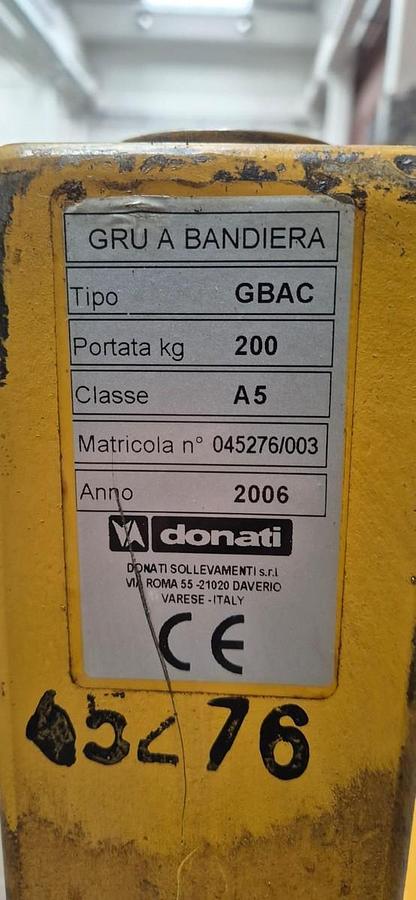 GRU A BANDIERA
Tipo GBAC
Portata kg 200
Classe A5
Matricola n° 045276/003
Anno 2006
donati
DONATI SOLLEVAMENTI s.r.l
VIA ROMA 55 -21020 DAVERIO
VARESE - ITALY
CE
45276